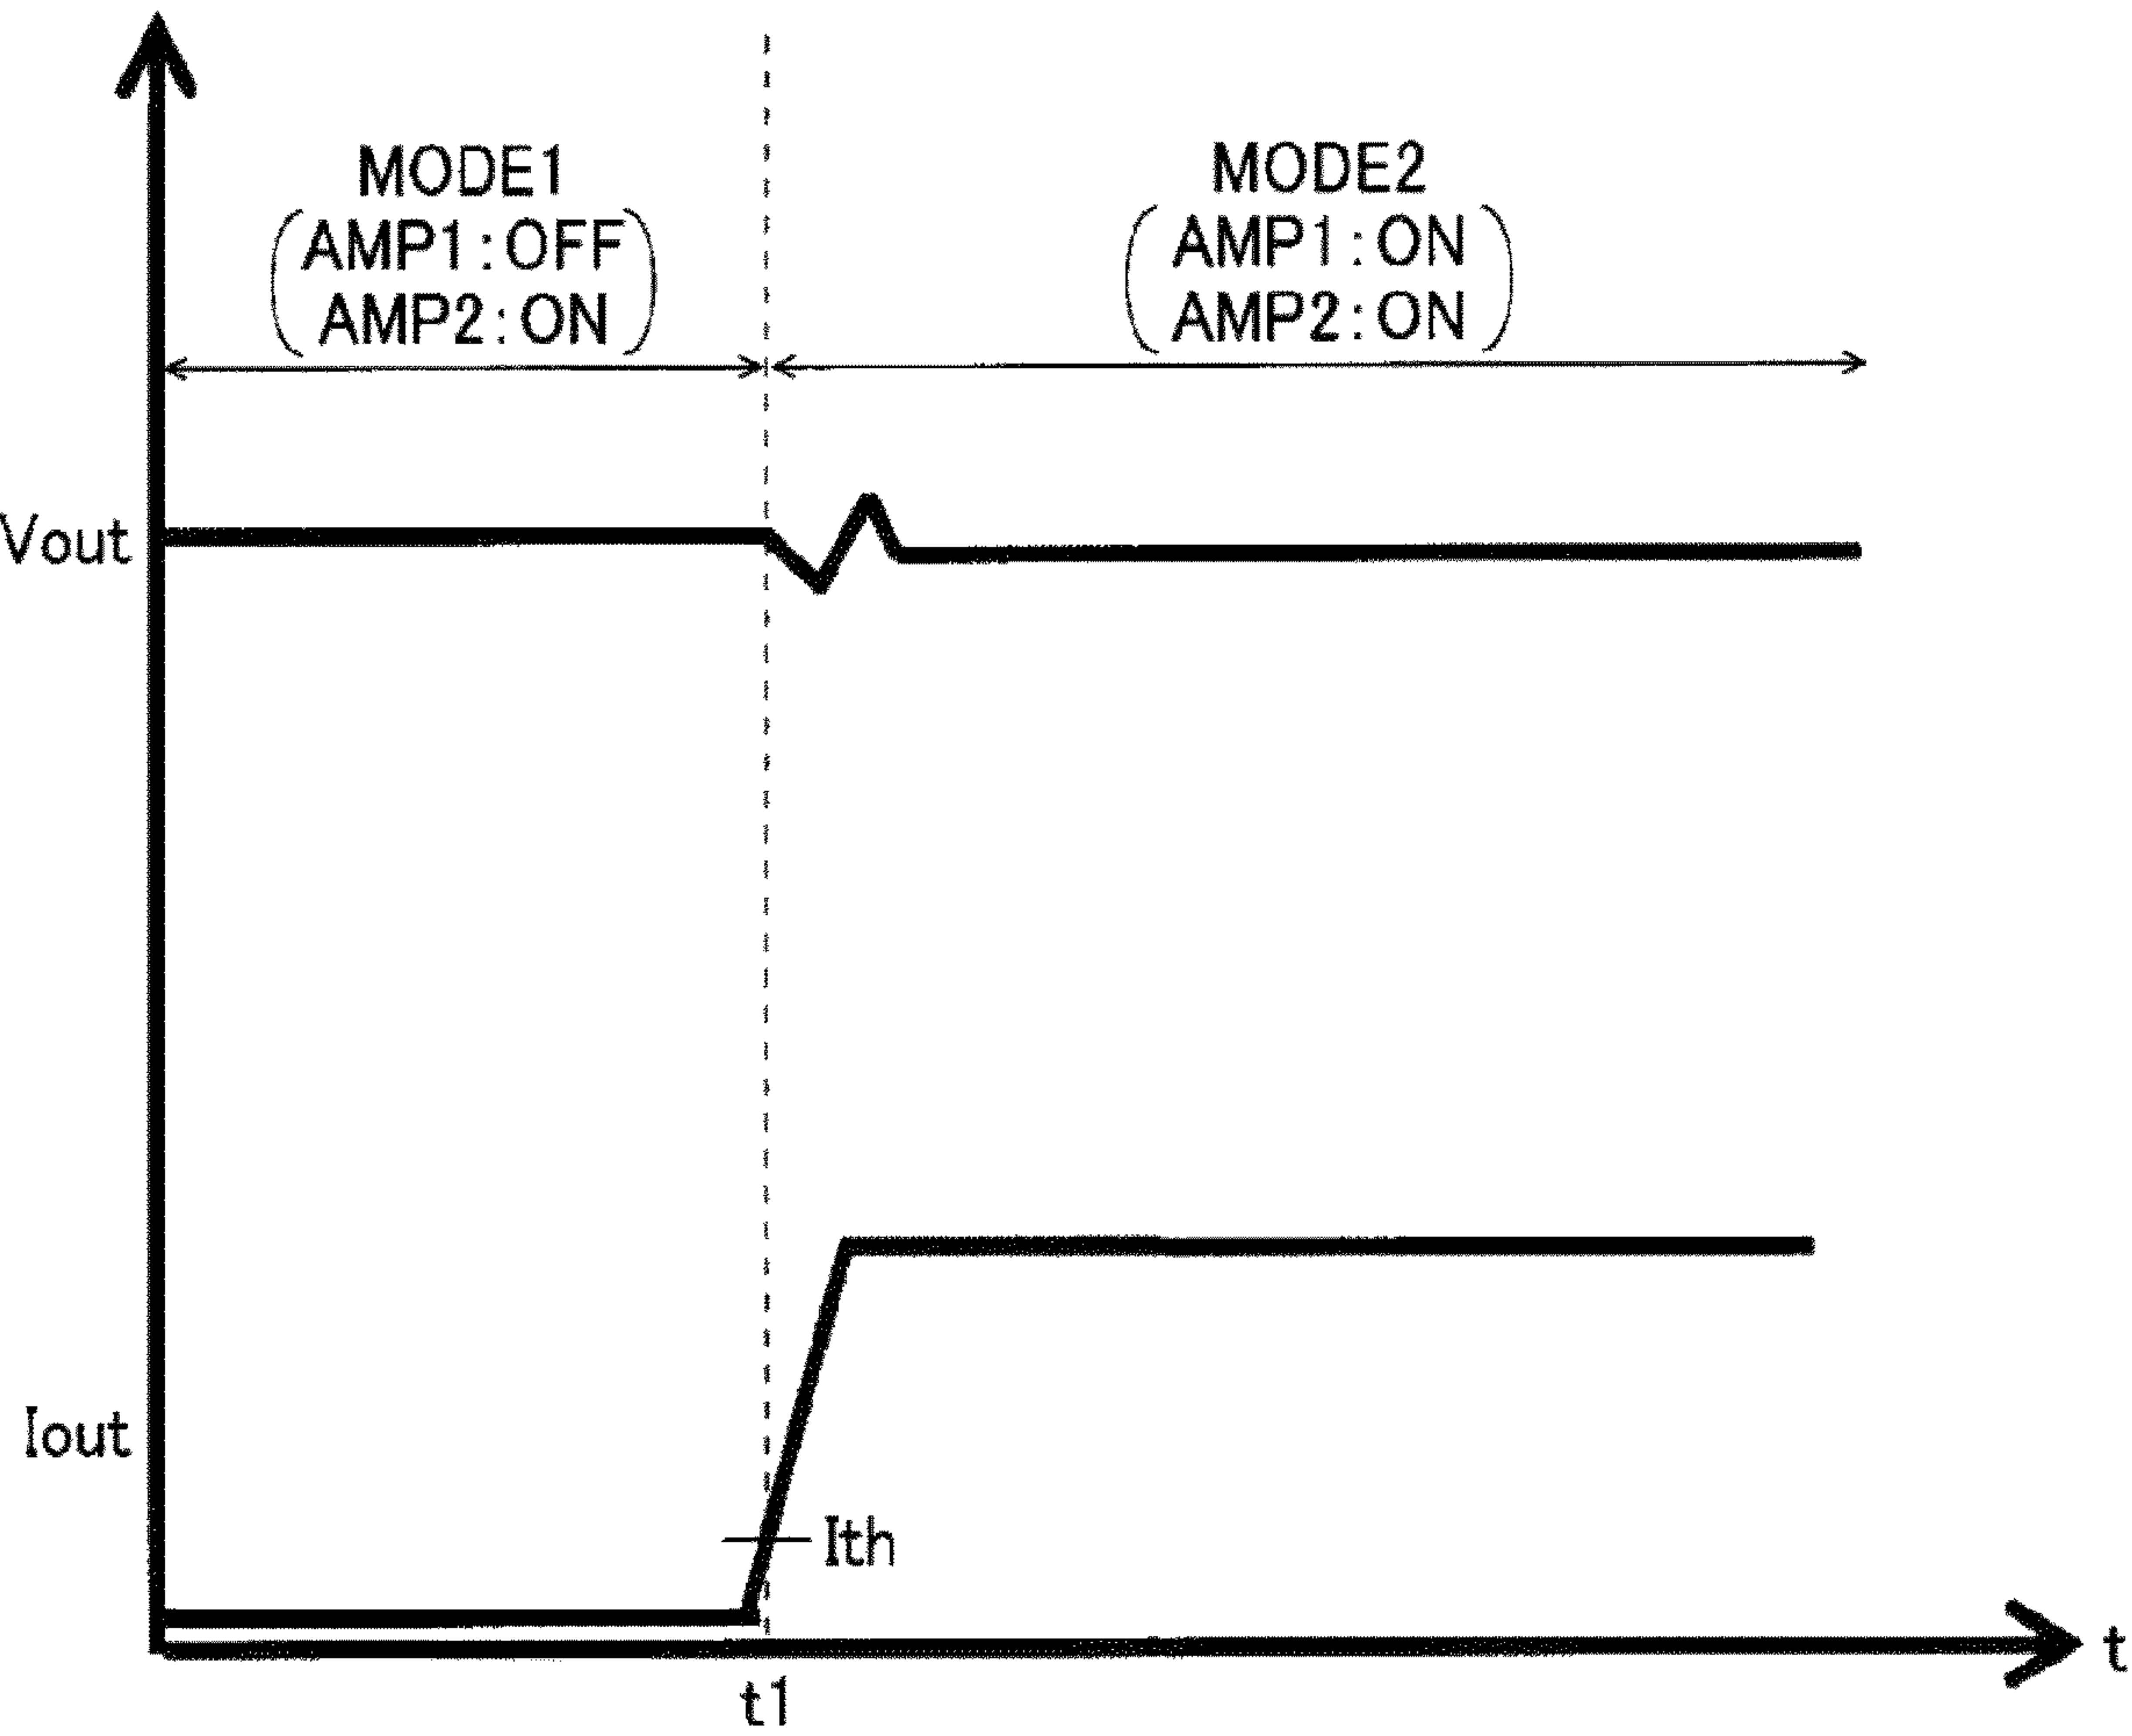 MODE1
(AMP1:OFF
AMP2:ON)
MODE2
(AMP1:ON
AMP2:ON)
Vout
Iout
Ith
t1
t